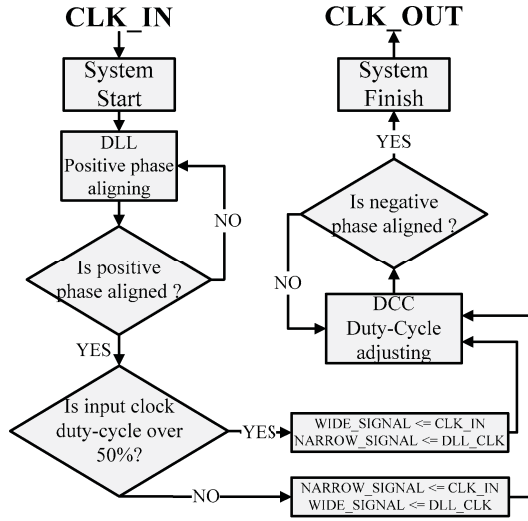 CLK_IN
System
Start
DLL
Positive phase
aligning
NO
Is positive
phase aligned ?
YES
Is input clock
duty-cycle over
50%?
YES
WIDE_SIGNAL <= CLK_IN
NARROW_SIGNAL <= DLL_CLK
NO
NARROW_SIGNAL <= CLK_IN
WIDE_SIGNAL <= DLL_CLK
DCC
Duty-Cycle
adjusting
NO
Is negative
phase aligned ?
YES
System
Finish
CLK_OUT